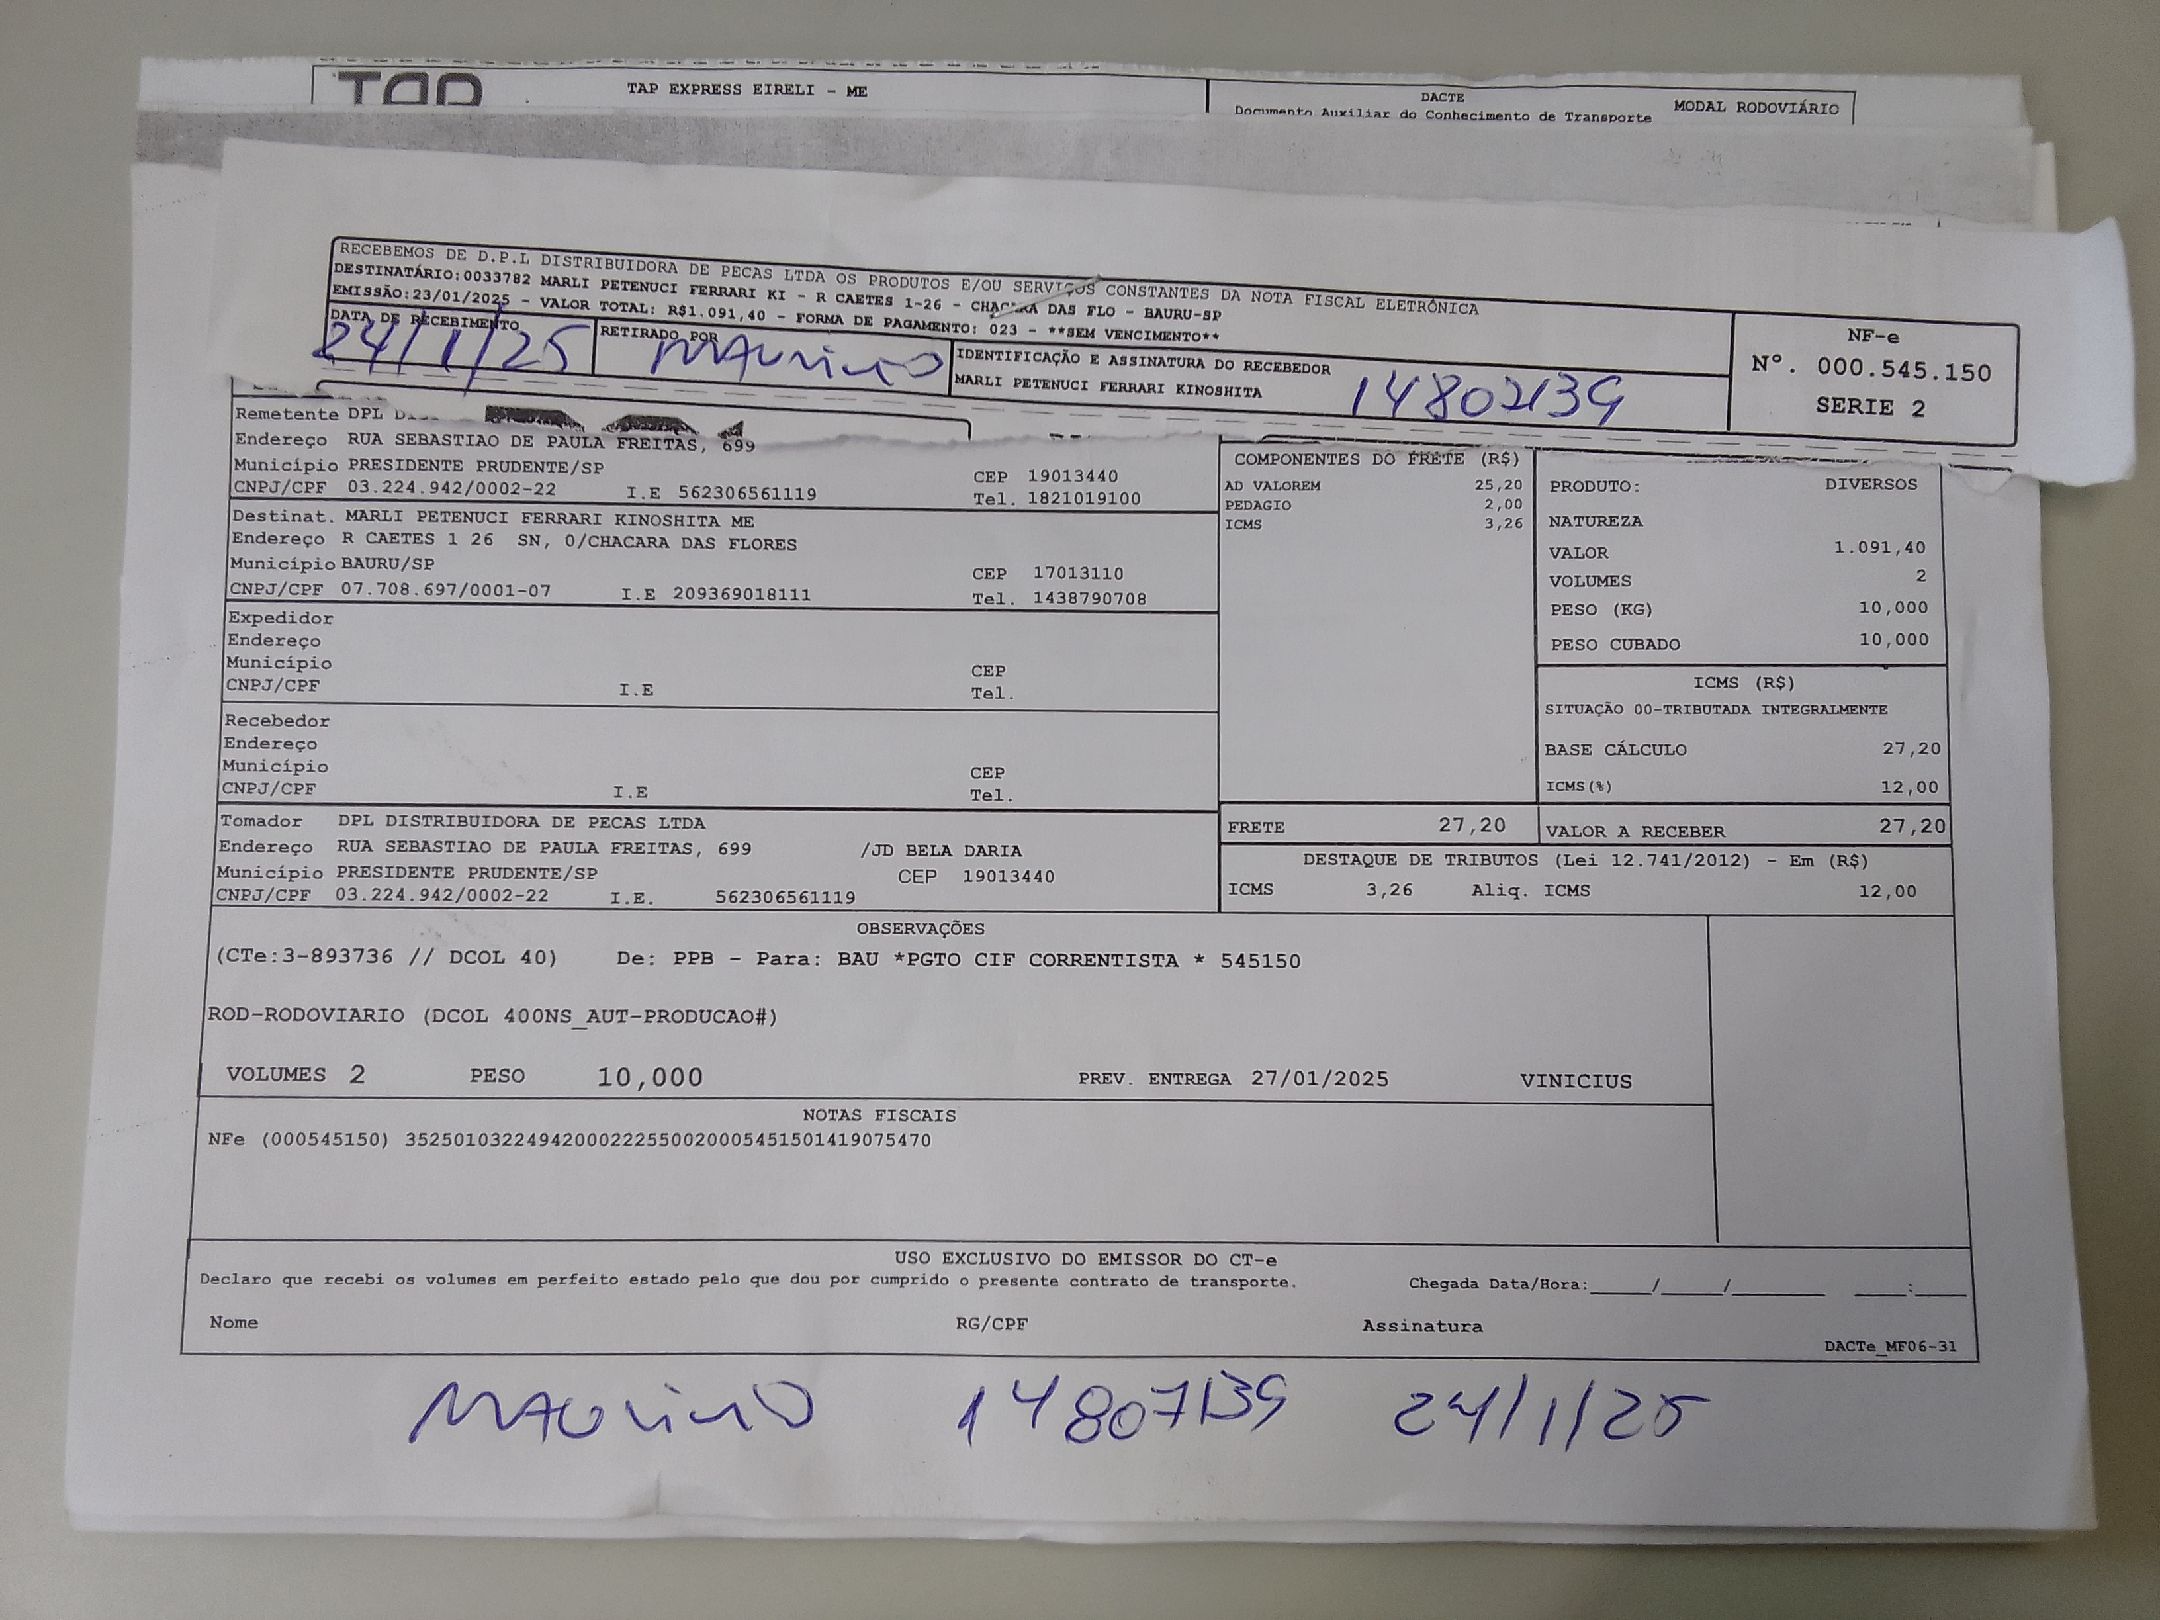 TAP
TAP EXPRESS EIRELI - ME
DACTE
Documento Auxiliar do Conhecimento de Transporte
MODAL RODOVIÁRIO
RECEBEMOS DE D.P.L DISTRIBUIDORA DE PECAS LTDA OS PRODUTOS E/OU SERVIÇOS CONSTANTES DA NOTA FISCAL ELETRÔNICA
DESTINATÁRIO:0033782 MARLI PETENUCI FERRARI KI - R CAETES 1-26 - CHACARA DAS FLO - BAURU-SP
EMISSÃO:23/01/2025 - VALOR TOTAL: R$1.091,40 - FORMA DE PAGAMENTO: 023 - **SEM VENCIMENTO**
DATA DE RECEBIMENTO
24/1/25
RETIRADO POR
IDENTIFICAÇÃO E ASSINATURA DO RECEBEDOR
MARLI PETENUCI FERRARI KINOSHITA
14807139
NF-e
Nº. 000.545.150
SERIE 2
Remetente DPL
Endereço RUA SEBASTIAO DE PAULA FREITAS, 699
Município PRESIDENTE PRUDENTE/SP CEP 19013440
CNPJ/CPF 03.224.942/0002-22 I.E 562306561119 Tel. 1821019100
Destinat. MARLI PETENUCI FERRARI KINOSHITA ME
Endereço R CAETES 1 26 SN, 0/CHACARA DAS FLORES
Município BAURU/SP CEP 17013110
CNPJ/CPF 07.708.697/0001-07 I.E 209369018111 Tel. 1438790708
Expedidor
Endereço
Município CEP
CNPJ/CPF I.E Tel.
Recebedor
Endereço
Município CEP
CNPJ/CPF I.E Tel.
Tomador DPL DISTRIBUIDORA DE PECAS LTDA
Endereço RUA SEBASTIAO DE PAULA FREITAS, 699 /JD BELA DARIA
Município PRESIDENTE PRUDENTE/SP CEP 19013440
CNPJ/CPF 03.224.942/0002-22 I.E. 562306561119
COMPONENTES DO FRETE (R$)
AD VALOREM 25,20
PEDAGIO 2,00
ICMS 3,26
PRODUTO: DIVERSOS
NATUREZA
VALOR 1.091,40
VOLUMES 2
PESO (KG) 10,000
PESO CUBADO 10,000
ICMS (R$)
SITUAÇÃO 00-TRIBUTADA INTEGRALMENTE
BASE CÁLCULO 27,20
ICMS(%) 12,00
FRETE 27,20
VALOR A RECEBER 27,20
DESTAQUE DE TRIBUTOS (Lei 12.741/2012) - Em (R$)
ICMS 3,26 Aliq. ICMS 12,00
OBSERVAÇÕES
(CTe:3-893736 // DCOL 40) De: PPB - Para: BAU *PGTO CIF CORRENTISTA * 545150
ROD-RODOVIARIO (DCOL 400NS_AUT-PRODUCAO#)
VOLUMES 2 PESO 10,000 PREV. ENTREGA 27/01/2025 VINICIUS
NOTAS FISCAIS
NFe (000545150) 35250103224942000222550020005451501419075470
USO EXCLUSIVO DO EMISSOR DO CT-e
Declaro que recebi os volumes em perfeito estado pelo que dou por cumprido o presente contrato de transporte. Chegada Data/Hora:_____/_____/________ ____:____
Nome RG/CPF Assinatura
DACTe_MF06-31
14807139 24/1/25